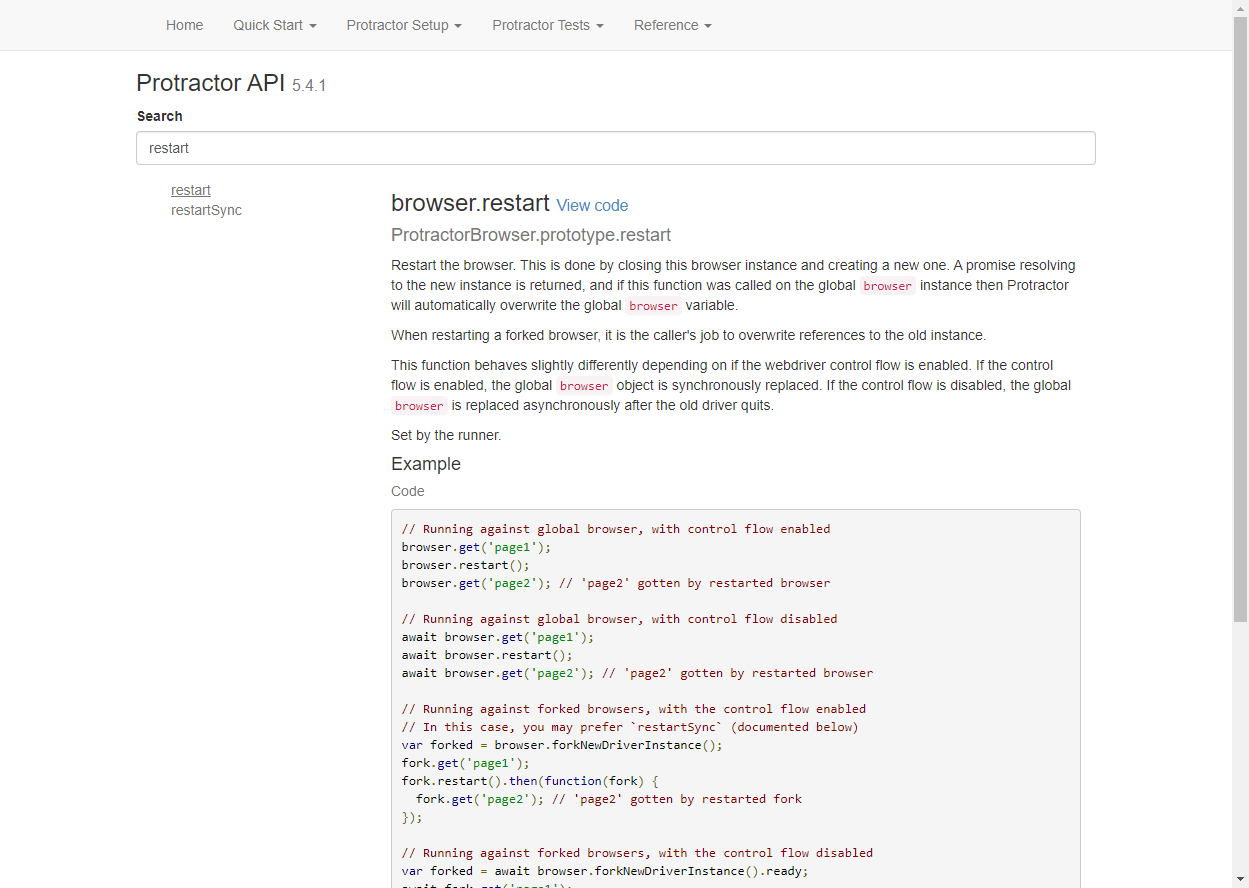 Home Quick Start Protractor Setup Protractor Tests Reference
Protractor API 5.4.1
Search
restart
restart
restartSync
browser.restart View code
ProtractorBrowser.prototype.restart
Restart the browser. This is done by closing this browser instance and creating a new one. A promise resolving
to the new instance is returned, and if this function was called on the global browser instance then Protractor
will automatically overwrite the global browser variable.
When restarting a forked browser, it is the caller's job to overwrite references to the old instance.
This function behaves slightly differently depending on if the webdriver control flow is enabled. If the control
flow is enabled, the global browser object is synchronously replaced. If the control flow is disabled, the global
browser is replaced asynchronously after the old driver quits.
Set by the runner.
Example
Code
// Running against global browser, with control flow enabled
browser.get('page1');
browser.restart();
browser.get('page2'); // 'page2' gotten by restarted browser
// Running against global browser, with control flow disabled
await browser.get('page1');
await browser.restart();
await browser.get('page2'); // 'page2' gotten by restarted browser
// Running against forked browsers, with the control flow enabled
// In this case, you may prefer `restartSync` (documented below)
var forked = browser.forkNewDriverInstance();
fork.get('page1');
fork.restart().then(function(fork) {
  fork.get('page2'); // 'page2' gotten by restarted fork
});
// Running against forked browsers, with the control flow disabled
var forked = await browser.forkNewDriverInstance().ready;
await fork.get('page1');